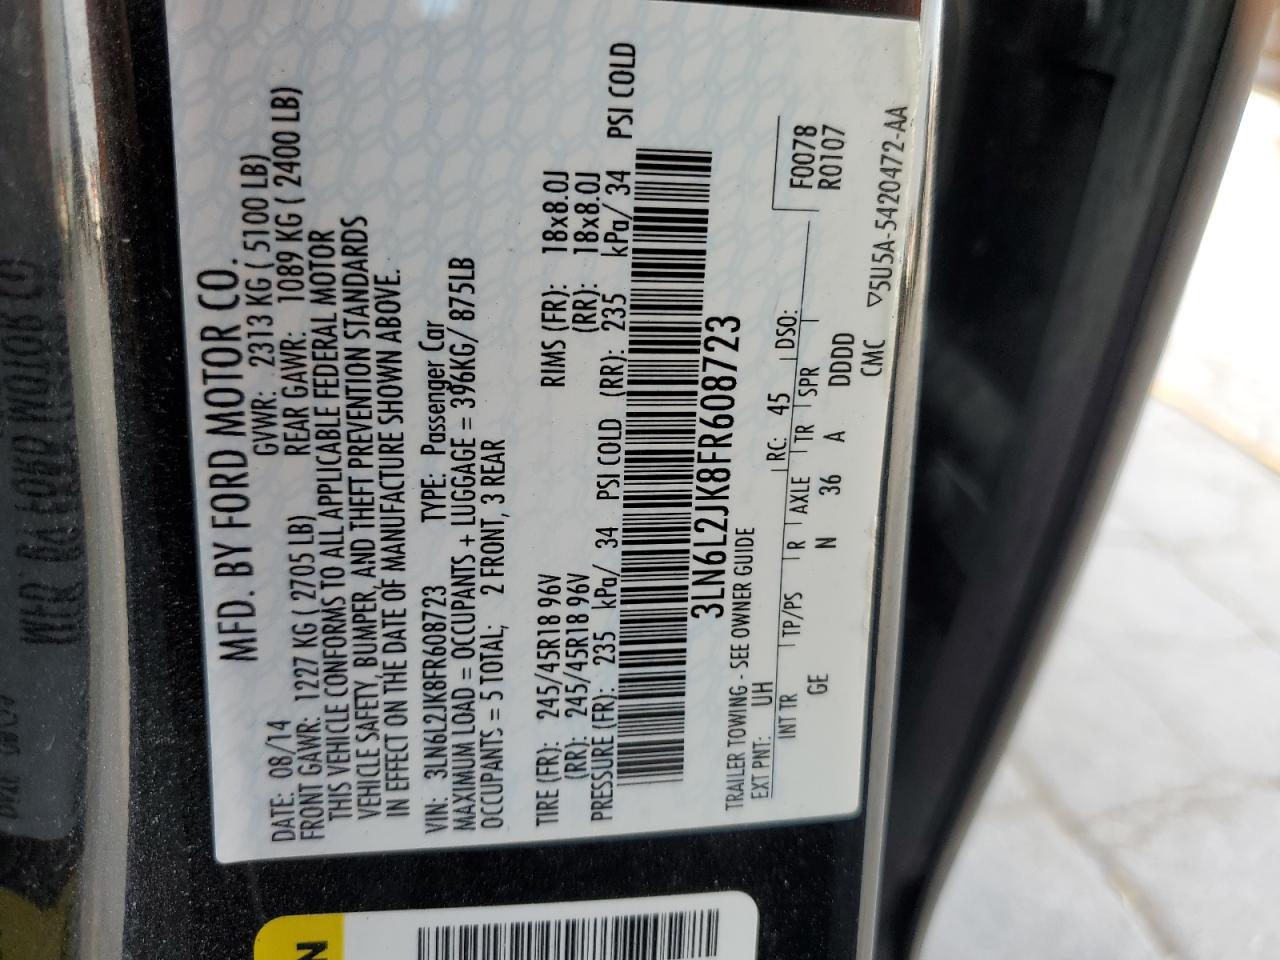 MFD. BY FORD MOTOR CO.
DATE: 08/14 GVWR: 2313 KG ( 5100 LB)
FRONT GAWR: 1227 KG ( 2705 LB) REAR GAWR: 1089 KG ( 2400 LB)
THIS VEHICLE CONFORMS TO ALL APPLICABLE FEDERAL MOTOR
VEHICLE SAFETY, BUMPER, AND THEFT PREVENTION STANDARDS
IN EFFECT ON THE DATE OF MANUFACTURE SHOWN ABOVE.
VIN: 3LN6L2JK8FR608723 TYPE: Passenger Car
MAXIMUM LOAD = OCCUPANTS + LUGGAGE = 396KG/ 875LB
OCCUPANTS = 5 TOTAL; 2 FRONT, 3 REAR
TIRE (FR): 245/45R18 96V RIMS (FR): 18x8.0J
(RR): 245/45R18 96V (RR): 18x8.0J
PRESSURE (FR): 235 kPa/ 34 PSI COLD (RR): 235 kPa/ 34 PSI COLD
3LN6L2JK8FR608723
TRAILER TOWING - SEE OWNER GUIDE
EXT PNT: UH RC: 45 DSO: F0078
R0107
INT TR TP/PS R AXLE TR SPR
GE N 36 A DDDD
CMC ▽5U5A-5420472-AA
N